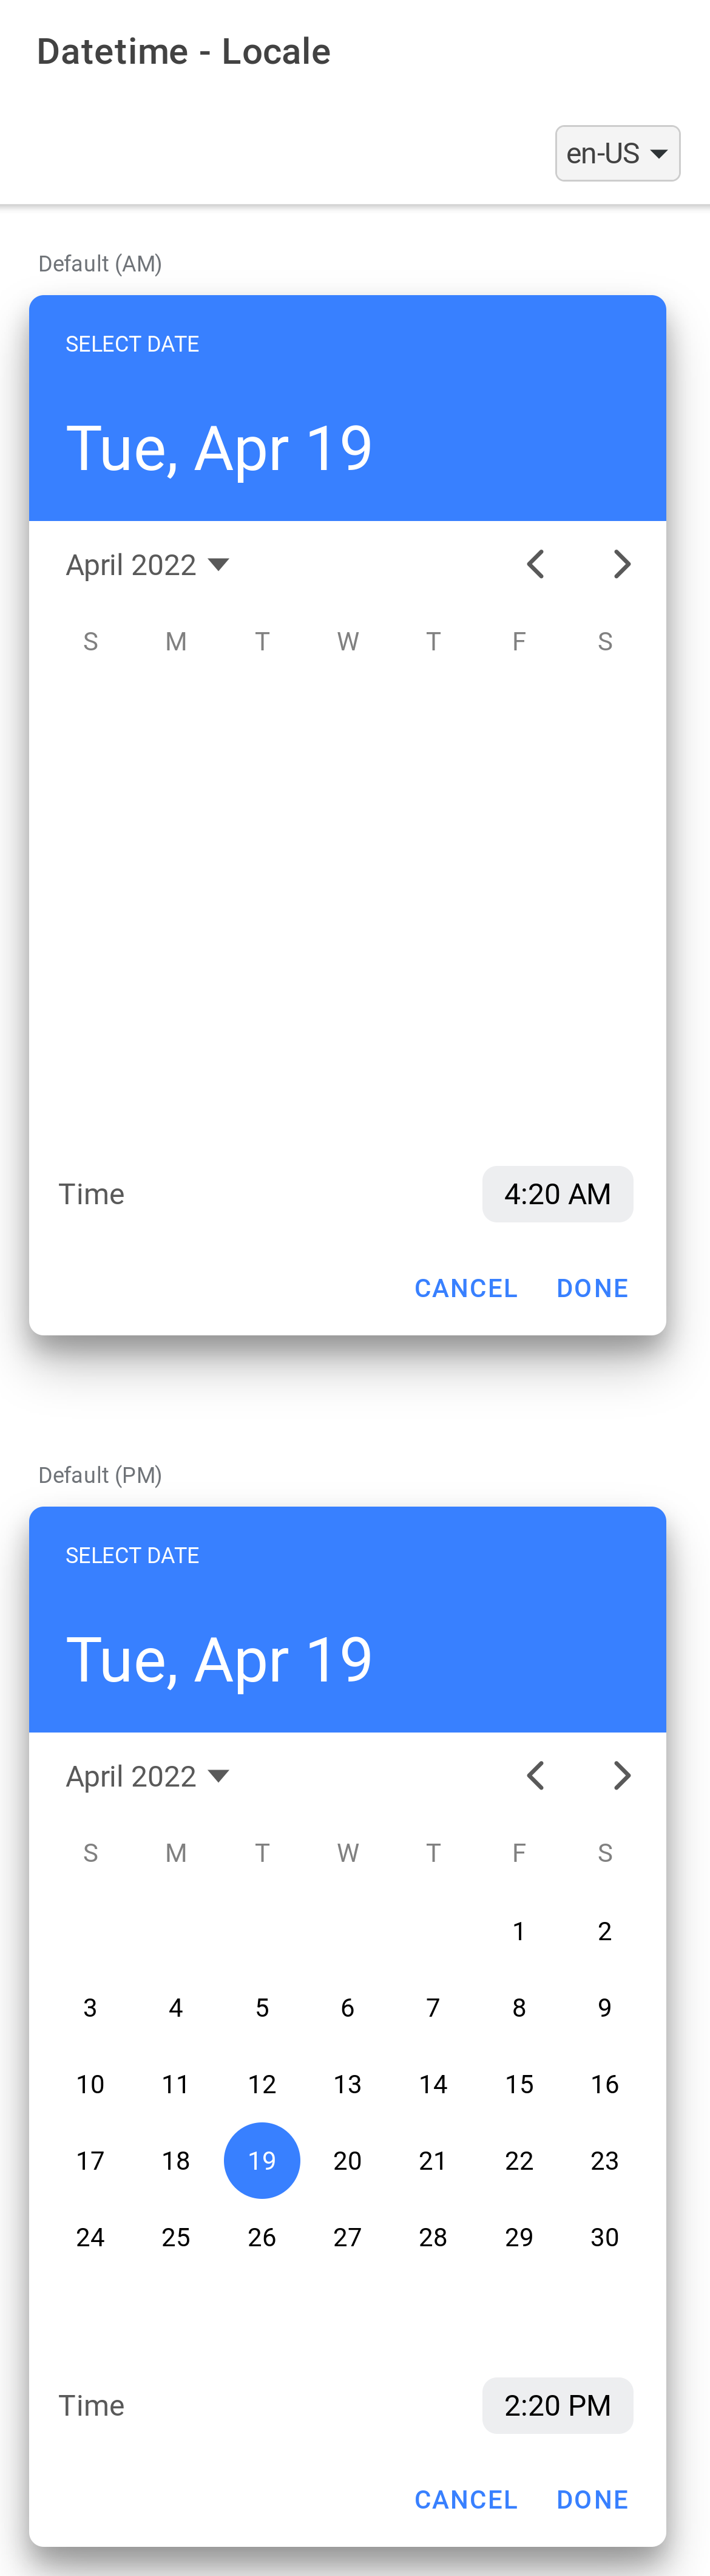 Datetime - Locale
en-US
Default (AM)
SELECT DATE
Tue, Apr 19
April 2022
S M T W T F S
Time 4:20 AM
CANCEL DONE
Default (PM)
SELECT DATE
Tue, Apr 19
April 2022
S M T W T F S
1 2
3 4 5 6 7 8 9
10 11 12 13 14 15 16
17 18 19 20 21 22 23
24 25 26 27 28 29 30
Time 2:20 PM
CANCEL DONE